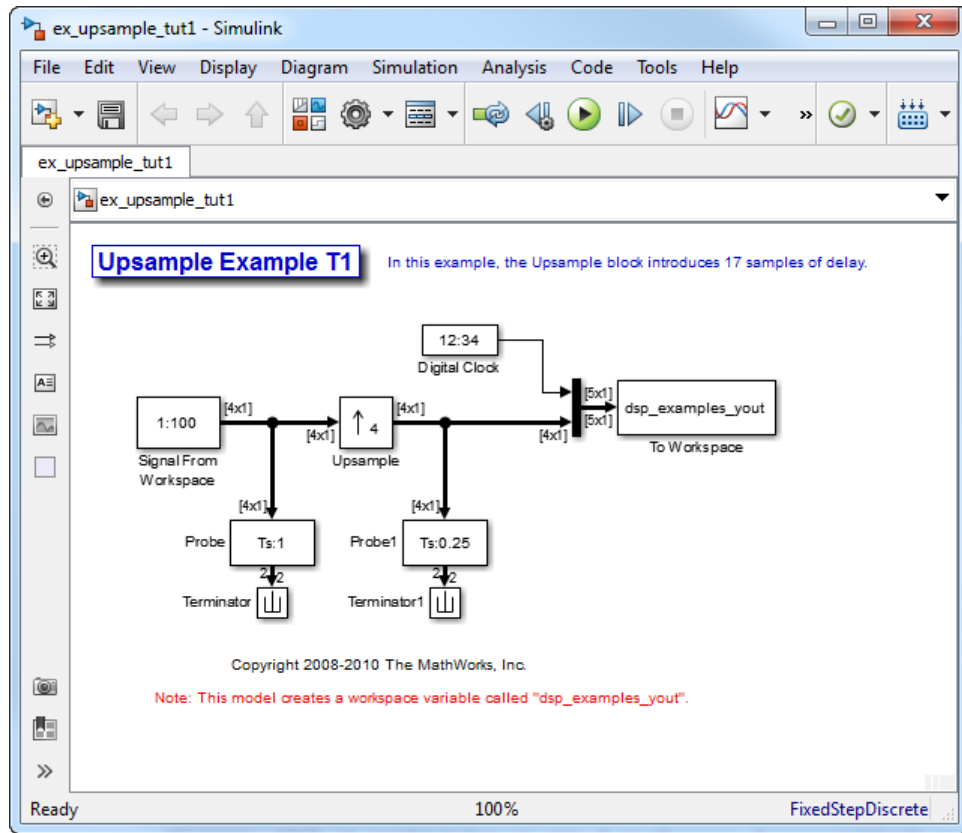 ex_upsample_tut1 - Simulink
File Edit View Display Diagram Simulation Analysis Code Tools Help
ex_upsample_tut1
ex_upsample_tut1
Upsample Example T1
In this example, the Upsample block introduces 17 samples of delay.
12:34
Digital Clock
1:100
[4x1]
[4x1]
4
[4x1]
[4x1]
[5x1]
[5x1]
dsp_examples_yout
Signal From
Workspace
Upsample
To Workspace
[4x1]
[4x1]
Probe
Ts:1
Probe1
Ts:0.25
2
2
2
2
Terminator
Terminator1
Copyright 2008-2010 The MathWorks, Inc.
Note: This model creates a workspace variable called "dsp_examples_yout".
Ready
100%
FixedStepDiscrete